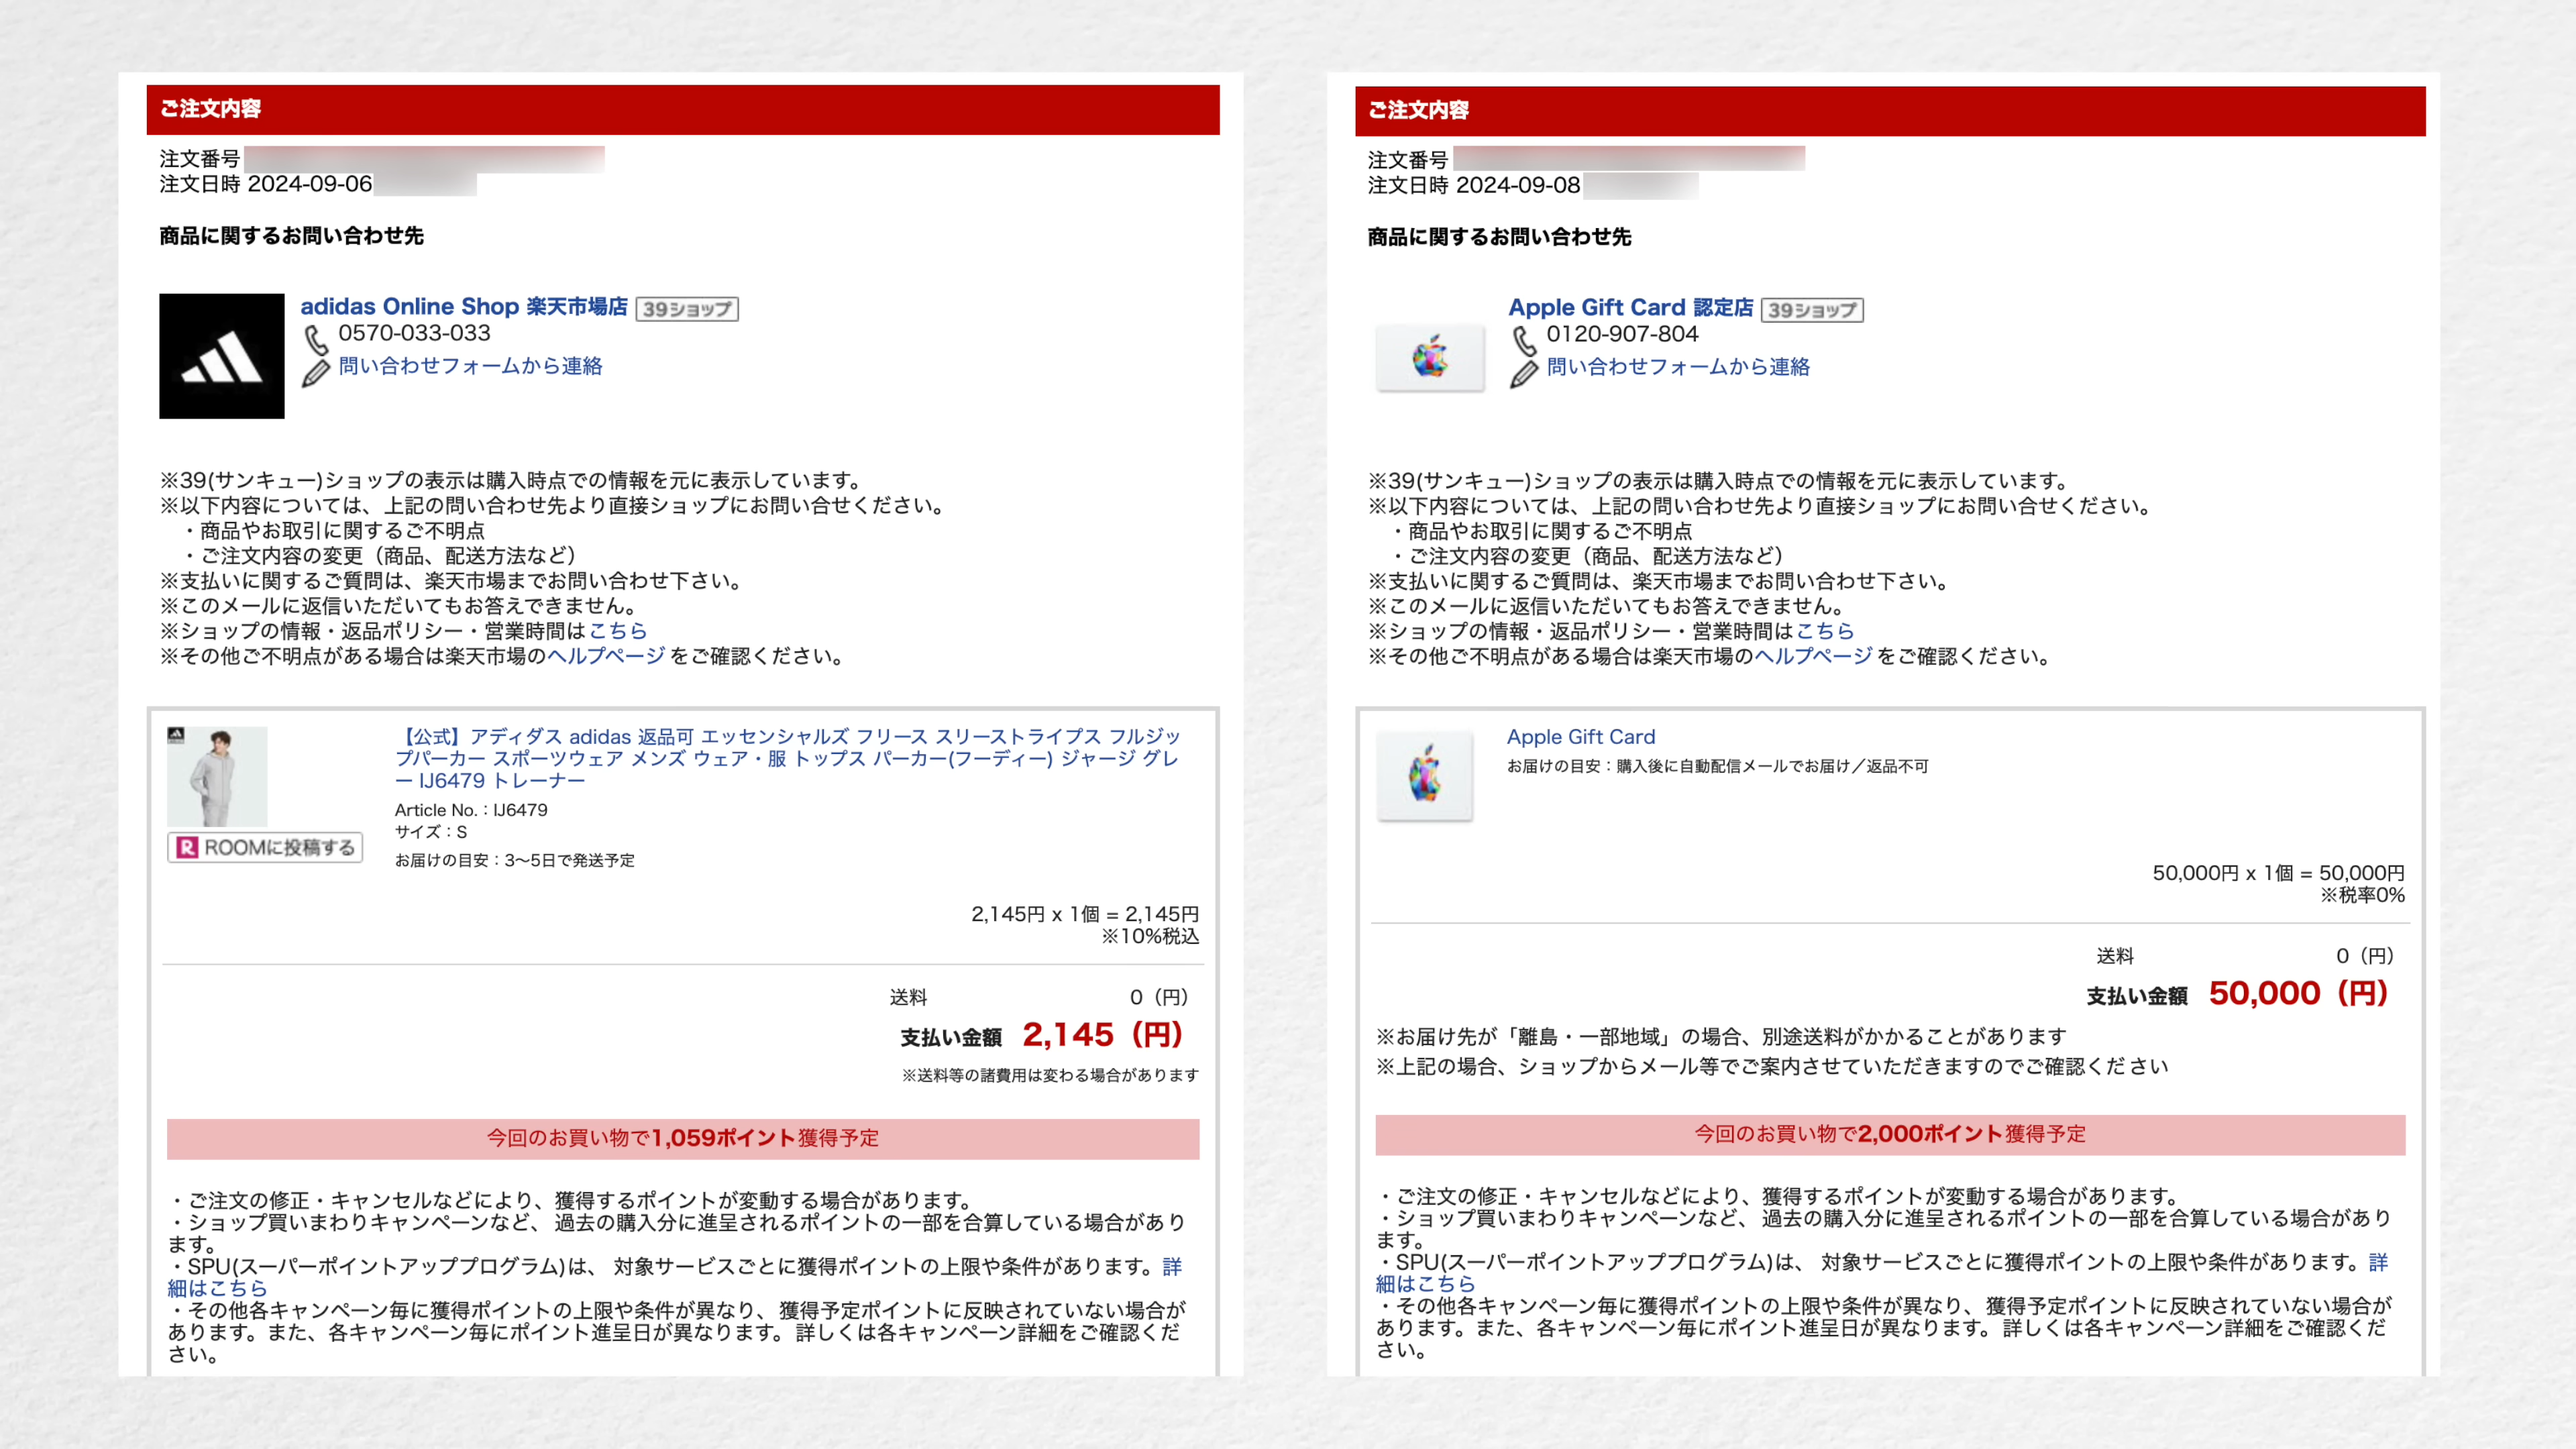 ご注文内容
注文番号
注文日時 2024-09-06
商品に関するお問い合わせ先
adidas Online Shop 楽天市場店 39ショップ
0570-033-033
問い合わせフォームから連絡
※39(サンキュー)ショップの表示は購入時点での情報を元に表示しています。
※以下内容については、上記の問い合わせ先より直接ショップにお問い合せください。
・商品やお取引に関するご不明点
・ご注文内容の変更（商品、配送方法など）
※支払いに関するご質問は、楽天市場までお問い合わせ下さい。
※このメールに返信いただいてもお答えできません。
※ショップの情報・返品ポリシー・営業時間はこちら
※その他ご不明点がある場合は楽天市場のヘルプページをご確認ください。
【公式】アディダス adidas 返品可 エッセンシャルズ フリース スリーストライプス フルジッ
プパーカー スポーツウェア メンズ ウェア・服 トップス パーカー(フーディー) ジャージ グレ
ー IJ6479 トレーナー
Article No.：IJ6479
サイズ：S
ROOMに投稿する
お届けの目安：3〜5日で発送予定
2,145円 x 1個 = 2,145円
※10%税込
送料 0（円）
支払い金額 2,145（円）
※送料等の諸費用は変わる場合があります
今回のお買い物で1,059ポイント獲得予定
・ご注文の修正・キャンセルなどにより、獲得するポイントが変動する場合があります。
・ショップ買いまわりキャンペーンなど、 過去の購入分に進呈されるポイントの一部を合算している場合があり
ます。
・SPU(スーパーポイントアッププログラム)は、 対象サービスごとに獲得ポイントの上限や条件があります。詳
細はこちら
・その他各キャンペーン毎に獲得ポイントの上限や条件が異なり、獲得予定ポイントに反映されていない場合が
あります。また、各キャンペーン毎にポイント進呈日が異なります。詳しくは各キャンペーン詳細をご確認くだ
さい。
ご注文内容
注文番号
注文日時 2024-09-08
商品に関するお問い合わせ先
Apple Gift Card 認定店 39ショップ
0120-907-804
問い合わせフォームから連絡
※39(サンキュー)ショップの表示は購入時点での情報を元に表示しています。
※以下内容については、上記の問い合わせ先より直接ショップにお問い合せください。
・商品やお取引に関するご不明点
・ご注文内容の変更（商品、配送方法など）
※支払いに関するご質問は、楽天市場までお問い合わせ下さい。
※このメールに返信いただいてもお答えできません。
※ショップの情報・返品ポリシー・営業時間はこちら
※その他ご不明点がある場合は楽天市場のヘルプページをご確認ください。
Apple Gift Card
お届けの目安：購入後に自動配信メールでお届け／返品不可
50,000円 x 1個 = 50,000円
※税率0%
送料 0（円）
支払い金額 50,000（円）
※お届け先が「離島・一部地域」の場合、別途送料がかかることがあります
※上記の場合、ショップからメール等でご案内させていただきますのでご確認ください
今回のお買い物で2,000ポイント獲得予定
・ご注文の修正・キャンセルなどにより、獲得するポイントが変動する場合があります。
・ショップ買いまわりキャンペーンなど、 過去の購入分に進呈されるポイントの一部を合算している場合があり
ます。
・SPU(スーパーポイントアッププログラム)は、 対象サービスごとに獲得ポイントの上限や条件があります。詳
細はこちら
・その他各キャンペーン毎に獲得ポイントの上限や条件が異なり、獲得予定ポイントに反映されていない場合が
あります。また、各キャンペーン毎にポイント進呈日が異なります。詳しくは各キャンペーン詳細をご確認くだ
さい。